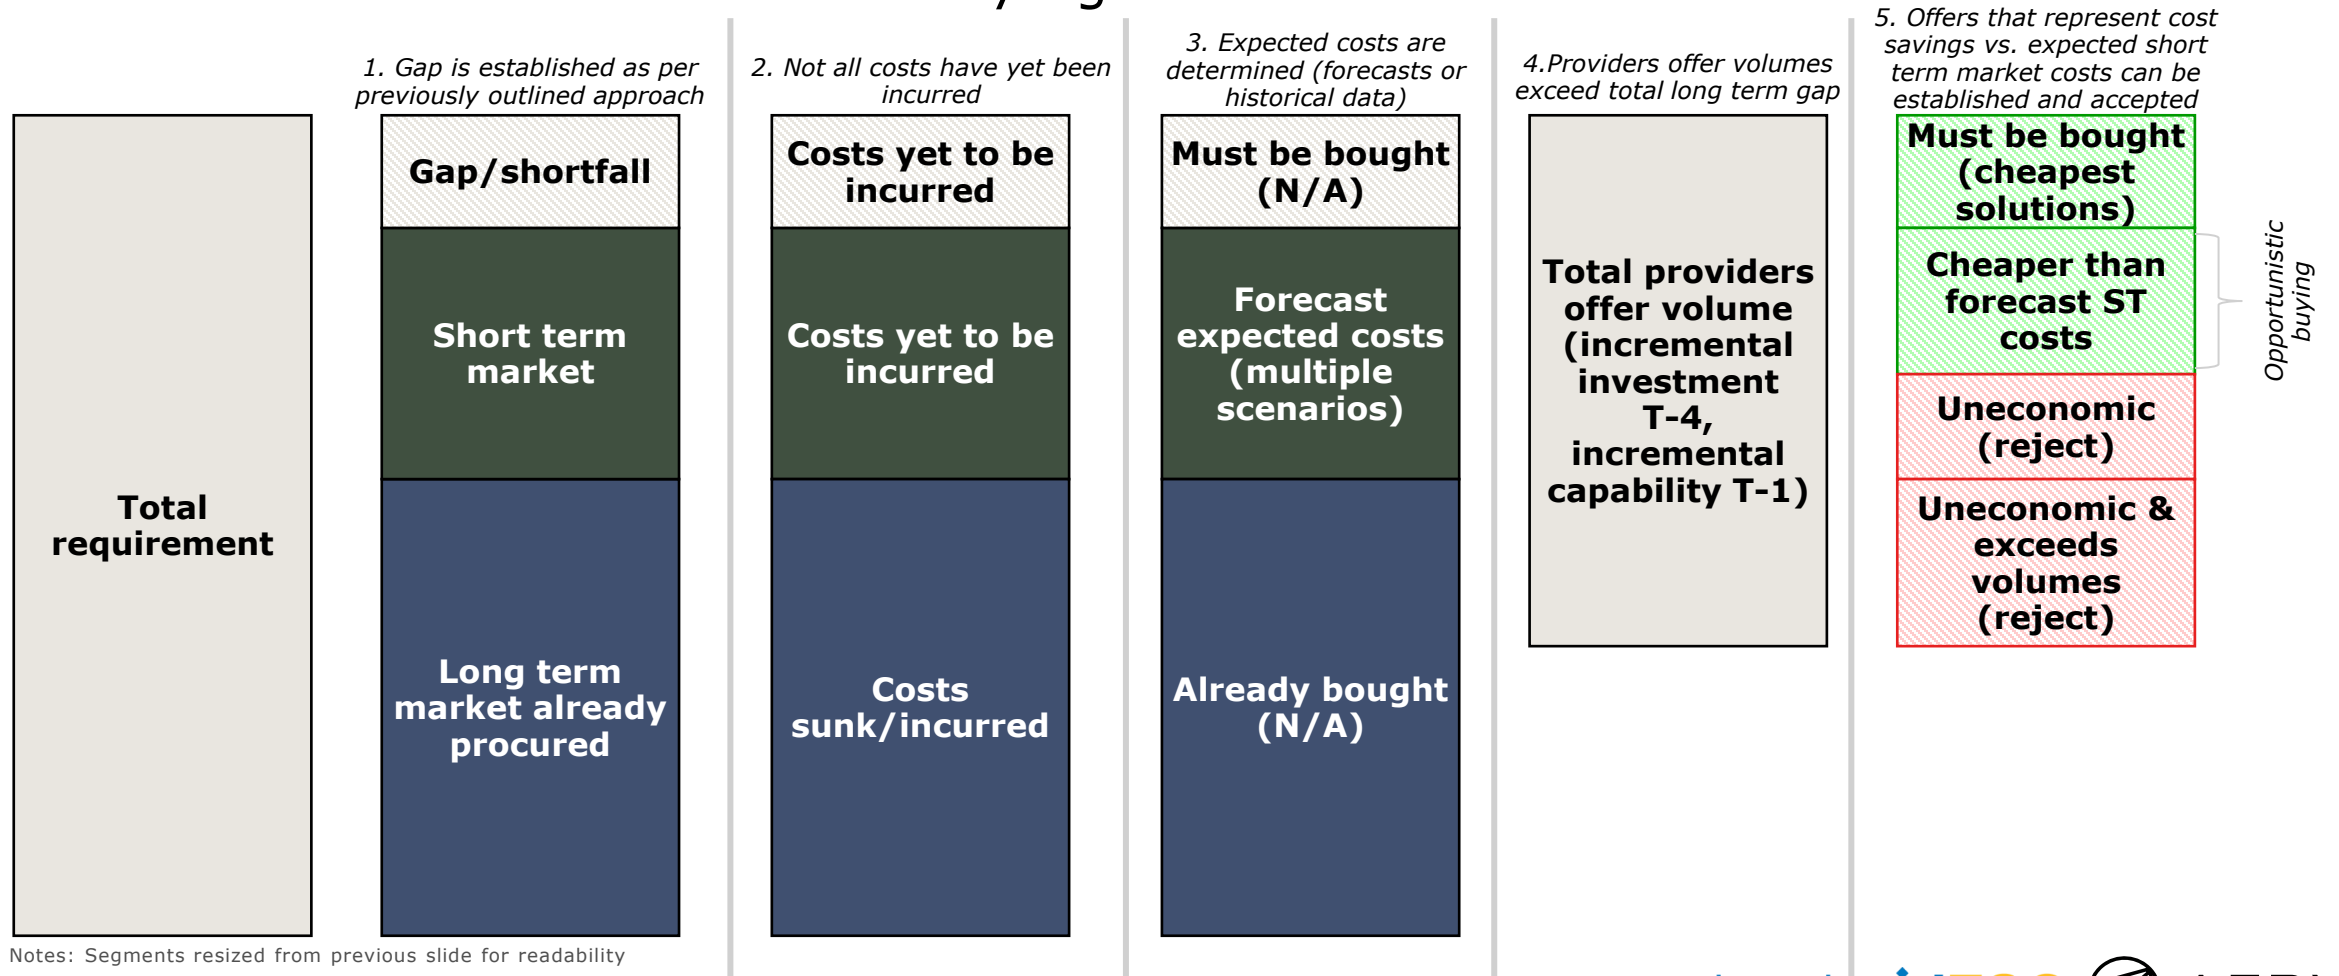 1. Gap is established as per
previously outlined approach
2. Not all costs have yet been
incurred
3. Expected costs are
determined (forecasts or
historical data)
4.Providers offer volumes
exceed total long term gap
5. Offers that represent cost
savings vs. expected short
term market costs can be
established and accepted
Total
requirement
Gap/shortfall
Short term
market
Long term
market already
procured
Costs yet to be
incurred
Costs yet to be
incurred
Costs
sunk/incurred
Must be bought
(N/A)
Forecast
expected costs
(multiple
scenarios)
Already bought
(N/A)
Total providers
offer volume
(incremental
investment
T-4,
incremental
capability T-1)
Must be bought
(cheapest
solutions)
Cheaper than
forecast ST
costs
Uneconomic
(reject)
Uneconomic &
exceeds
volumes
(reject)
Opportunistic
buying
Notes: Segments resized from previous slide for readability